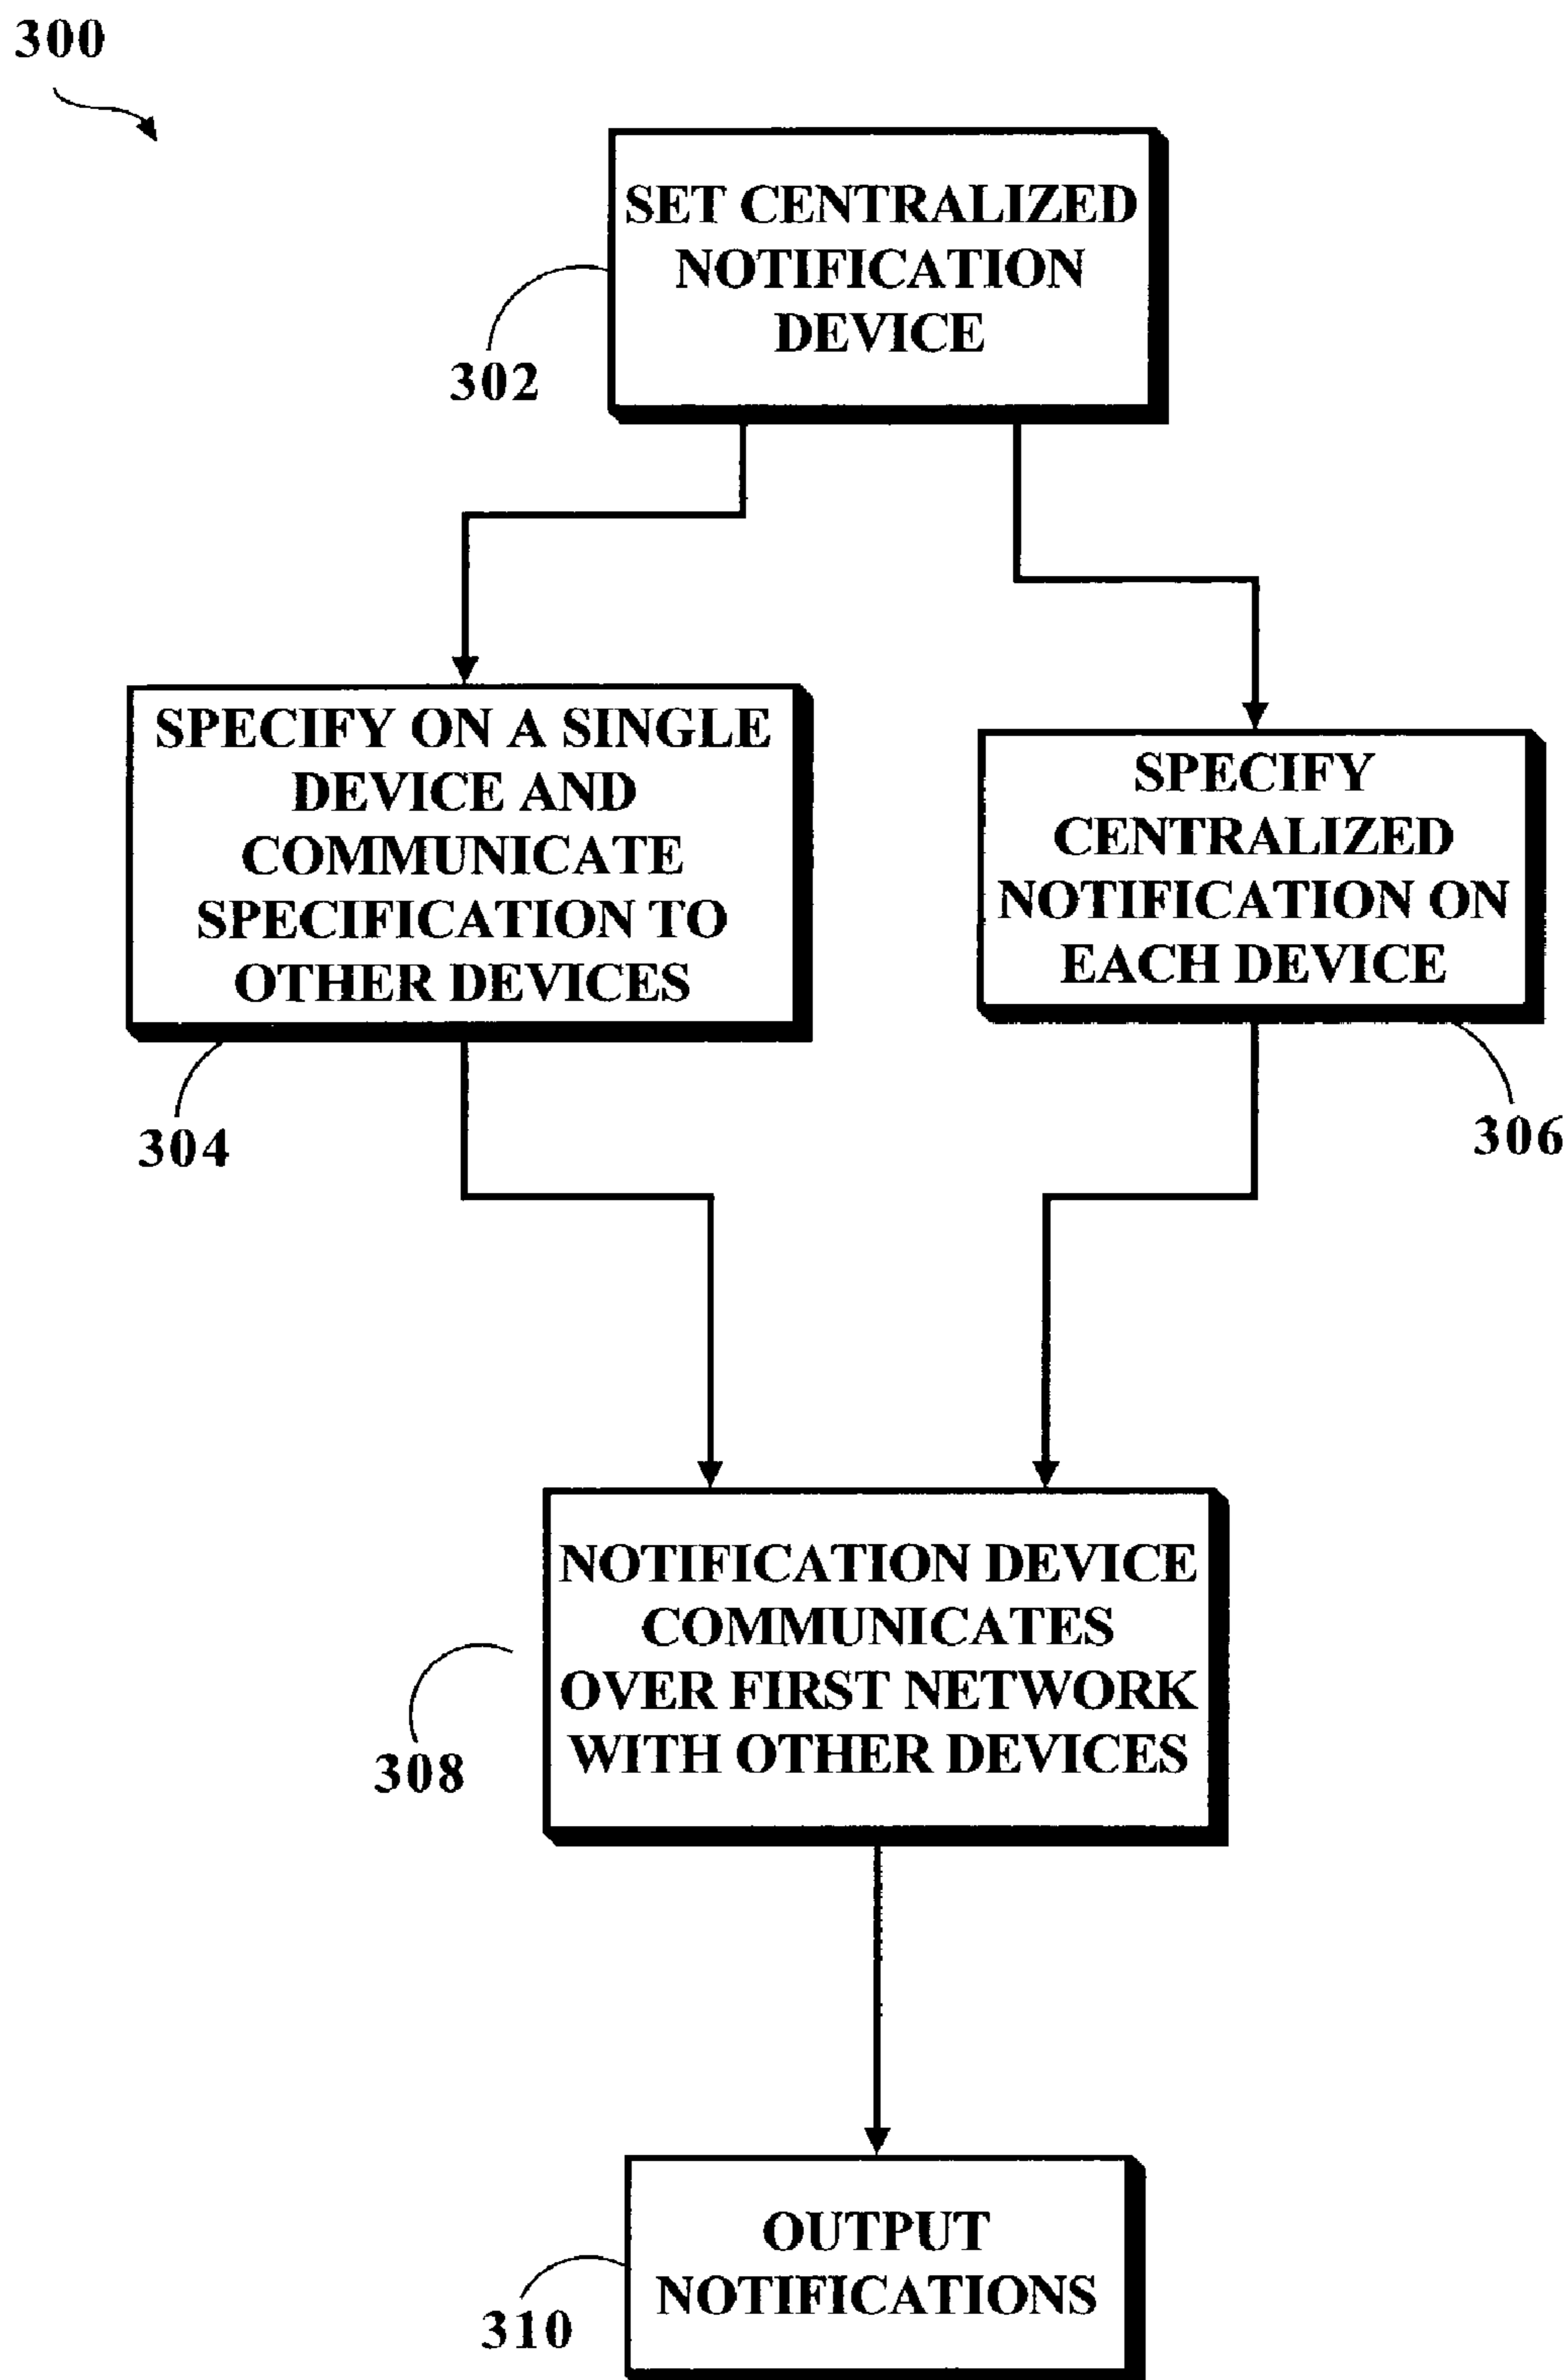 300
SET CENTRALIZED
NOTIFICATION
DEVICE
302
SPECIFY ON A SINGLE
DEVICE AND
COMMUNICATE
SPECIFICATION TO
OTHER DEVICES
304
SPECIFY
CENTRALIZED
NOTIFICATION ON
EACH DEVICE
306
NOTIFICATION DEVICE
COMMUNICATES
OVER FIRST NETWORK
WITH OTHER DEVICES
308
OUTPUT
NOTIFICATIONS
310